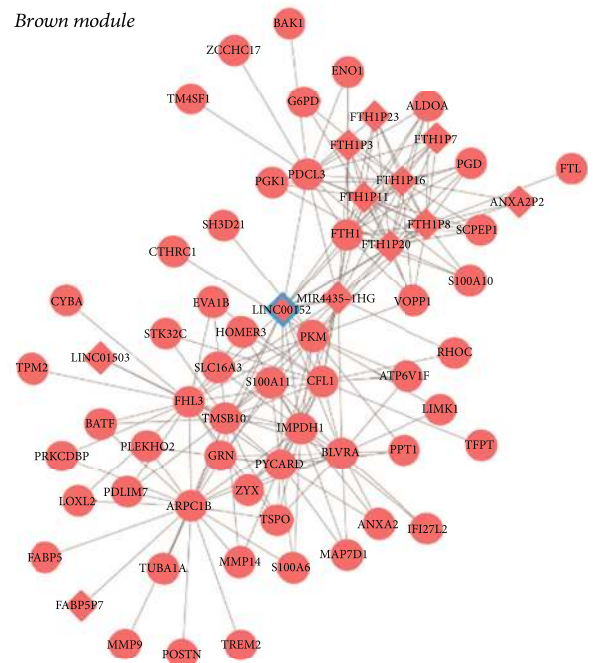 Brown module
BAK1
ZCCHC17
ENO1
TM4SF1
G6PD
ALDOA
FTH1P23
FTH1P7
FTH1P3
PGD
FTL
PDCL3
PGK1
FTH1P16
FTH1P11
ANXA2P2
SH3D21
FTH1P8
SCPEP1
FTH1
FTH1P20
CTHRC1
S100A10
CYBA
EVA1B
MIR4435-1HG
VOPP1
LINC00152
STK32C
HOMER3
PKM
LINC01503
RHOC
TPM2
SLC16A3
S100A11
CFL1
ATP6V1F
FHL3
LIMK1
BATF
TMSB10
IMPDH1
PLEKHO2
TFPT
PRKCDBP
GRN
PYCARD
BLVRA
PPT1
LOXL2
PDLIM7
ZYX
ARPC1B
TSPO
ANXA2
IFI27L2
FABP5
TUBA1A
MMP14
S100A6
MAP7D1
FABP5P7
MMP9
POSTN
TREM2